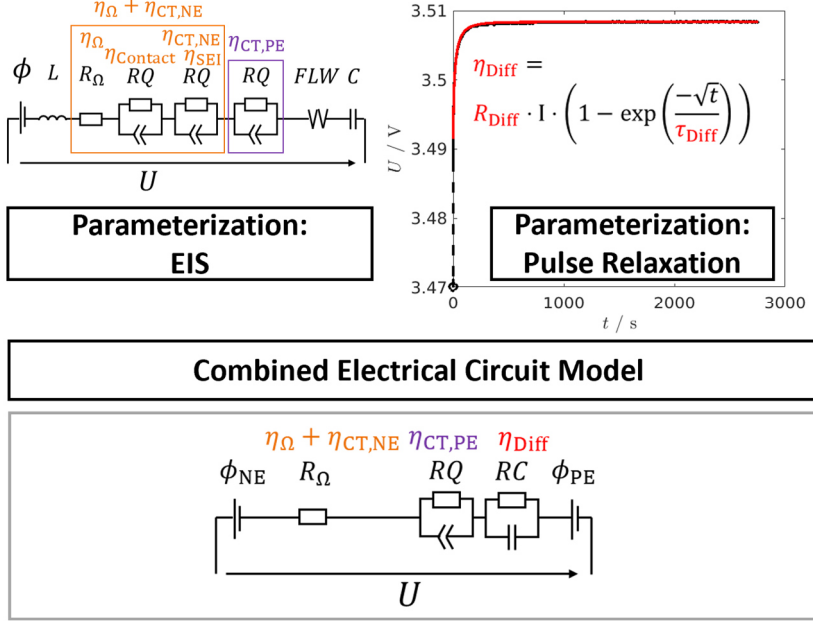 η_Ω + η_CT,NE
η_Ω η_CT,NE
η_Contact η_SEI η_CT,PE
ϕ L R_Ω RQ RQ RQ FLW C
U
Parameterization:
EIS
3.51
3.5
3.49
3.48
3.47
U / V
η_Diff =
R_Diff · I · (1 − exp(−√t / τ_Diff))
Parameterization:
Pulse Relaxation
0 1000 2000 3000
t / s
Combined Electrical Circuit Model
η_Ω + η_CT,NE η_CT,PE η_Diff
ϕ_NE R_Ω RQ RC ϕ_PE
U